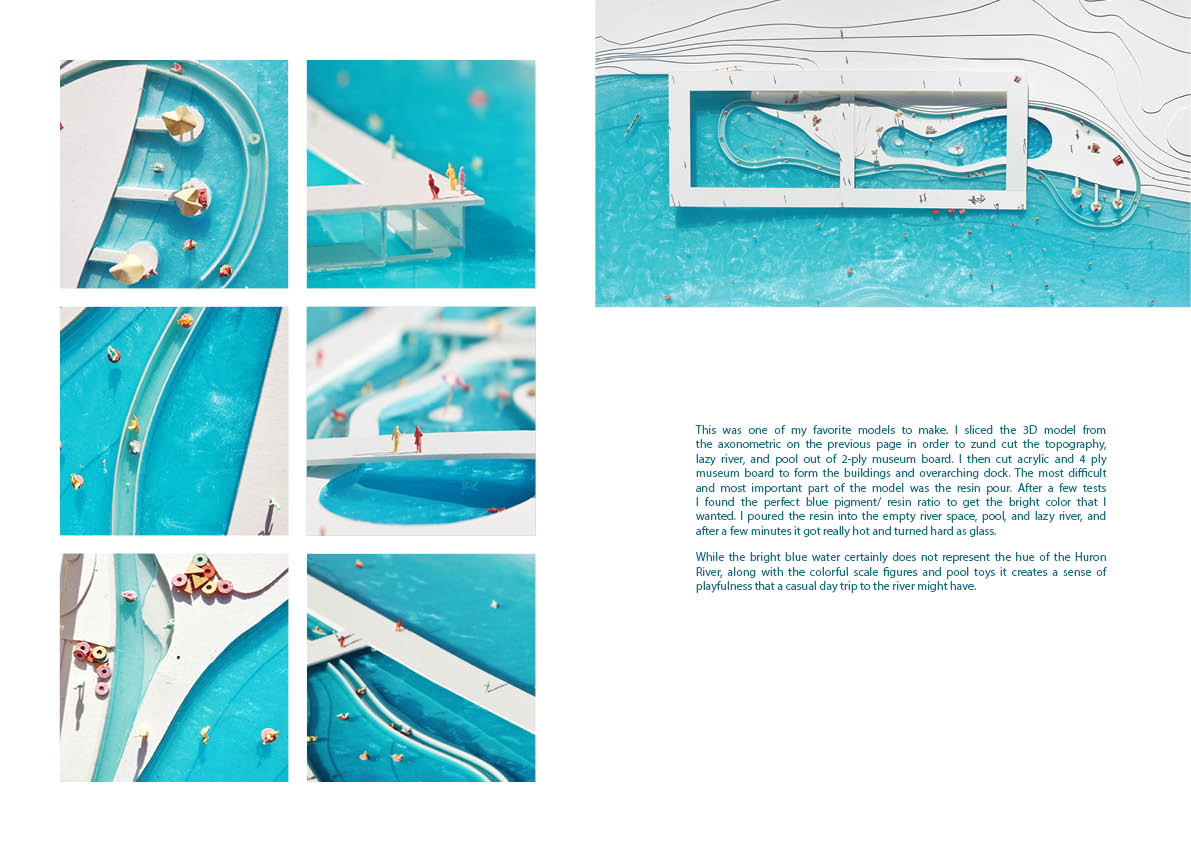 This was one of my favorite models to make. I sliced the 3D model from
the axonometric on the previous page in order to zund cut the topography,
lazy river, and pool out of 2-ply museum board. I then cut acrylic and 4 ply
museum board to form the buildings and overarching dock. The most difficult
and most important part of the model was the resin pour. After a few tests
I found the perfect blue pigment/ resin ratio to get the bright color that I
wanted. I poured the resin into the empty river space, pool, and lazy river, and
after a few minutes it got really hot and turned hard as glass.
While the bright blue water certainly does not represent the hue of the Huron
River, along with the colorful scale figures and pool toys it creates a sense of
playfulness that a casual day trip to the river might have.